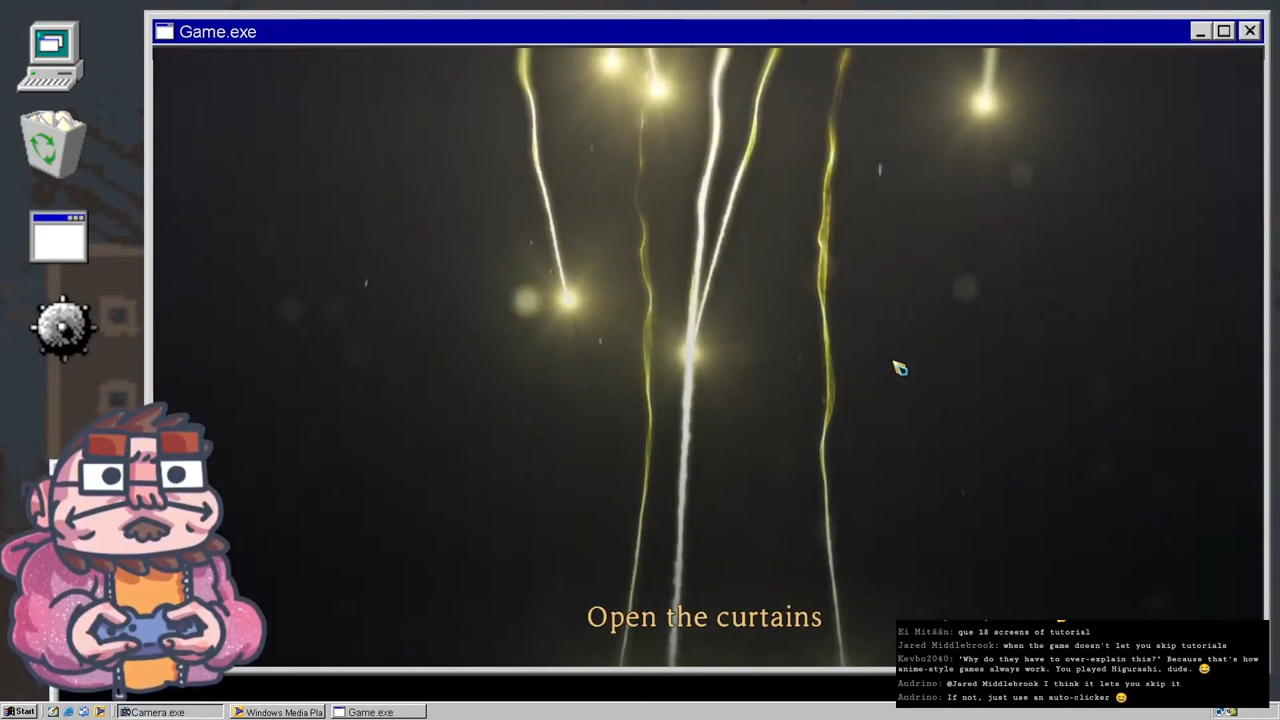 Game.exe
Open the curtains
Ei Mitään: que 18 screens of tutorial
Jared Middlebrook: when the game doesn't let you skip tutorials
Kevbo2040: 'Why do they have to over-explain this?" Because that's how
anime-style games always work. You played Higurashi, dude. 😂
Andrino: @Jared Middlebrook I think it lets you skip it
Andrino: If not, just use an auto-clicker 😄
Start
Camera.exe
Windows Media Pla
Game.exe